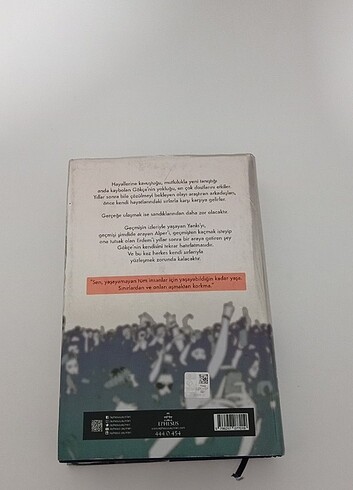 Hayallerine kavuştuğu, mutlulukla yeni tanıştığı
anda kaybolan Gökçe'nin yokluğu, en çok dostlarını etkiler.
Yıllar sonra bile çözülmeyi bekleyen olayı araştıran arkadaşları,
önce kendi hayatlarındaki sırlarla karşı karşıya gelirler.
Gerçeğe ulaşmak ise sandıklarından daha zor olacaktır.
Geçmişin izleriyle yaşayan Yankı'yı,
geçmişi şimdide arayan Alper'i, geçmişten kaçmak isteyip
ona tutsak olan Erdem'i yıllar sonra bir araya getiren şey
Gökçe'nin kendisini tekrar hatırlatmasıdır.
Ve bu kez herkes kendi sırlarıyla
yüzleşmek zorunda kalacaktır.
"Sen, yaşayamayan tüm insanlar için yaşayabildiğin kadar yaşa.
Sınırlardan ve onları aşmaktan korkma."
EPHESUS
444 0 454